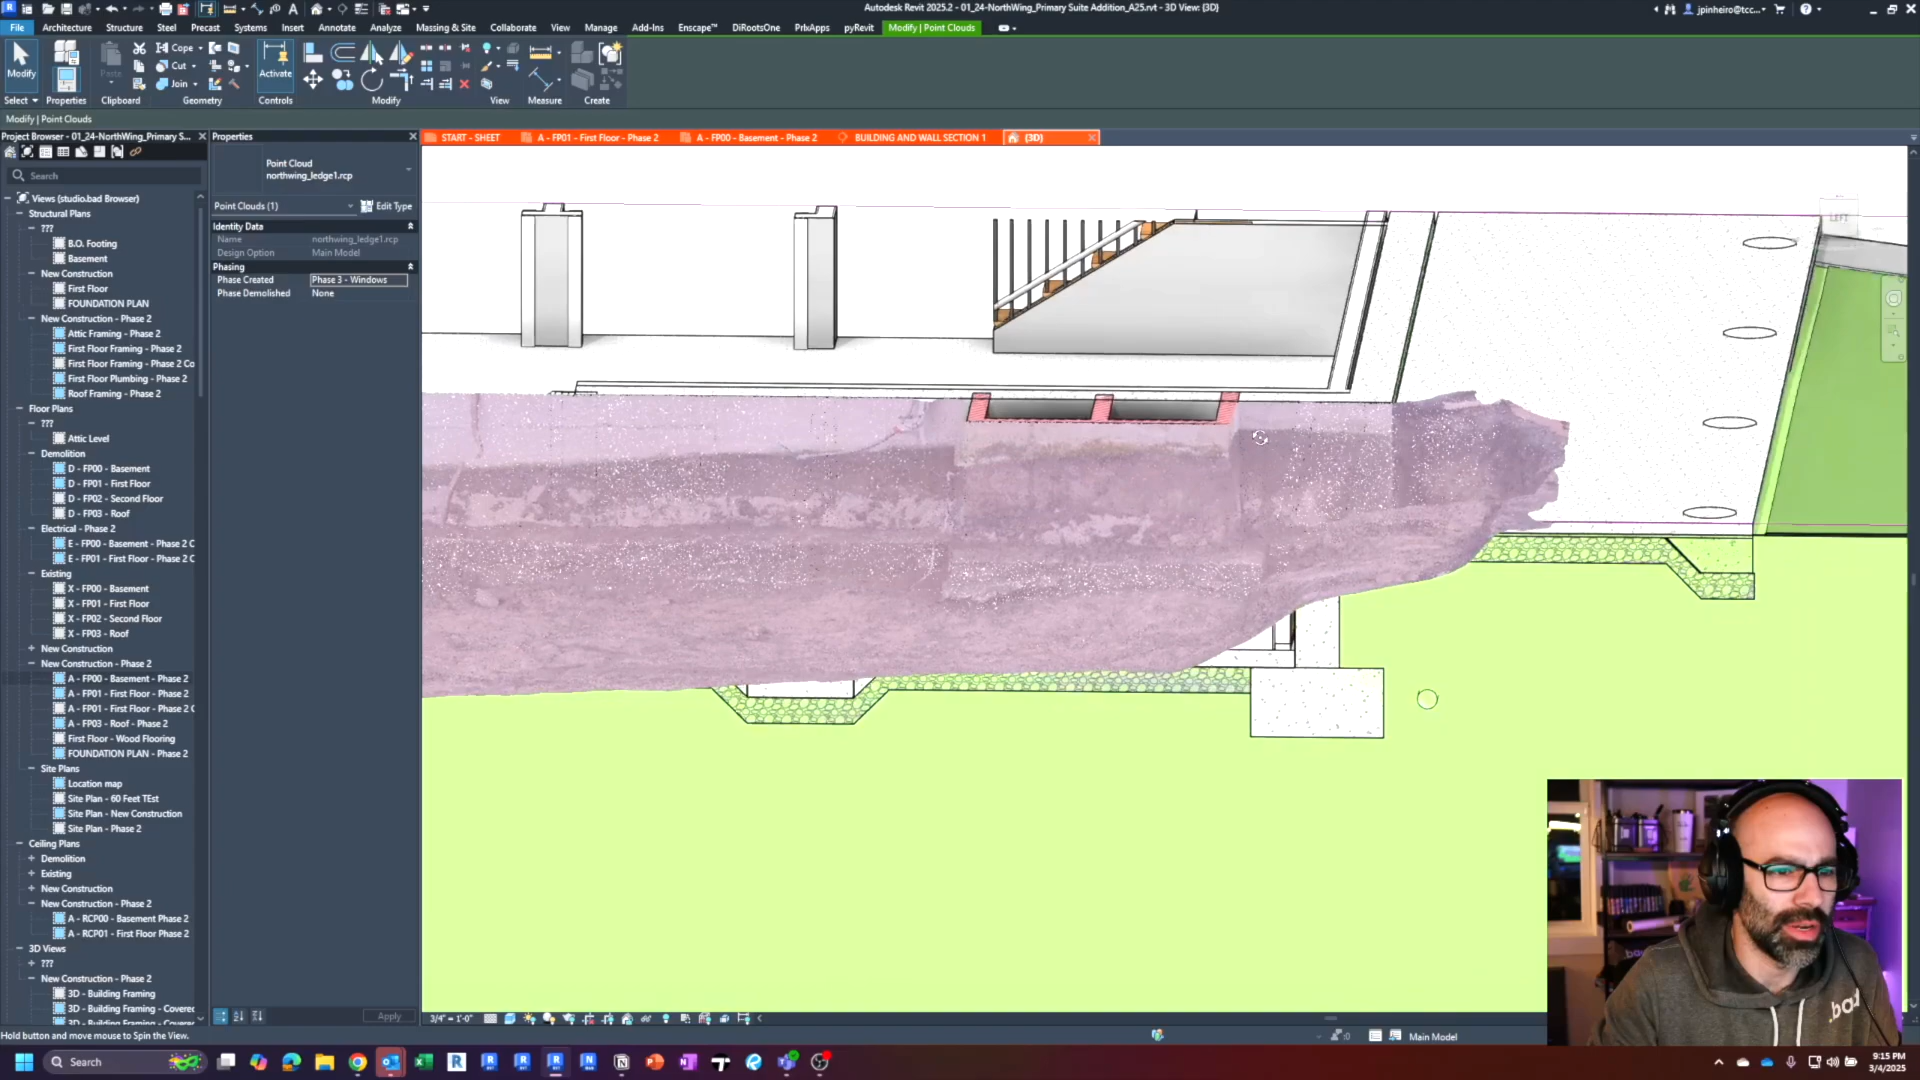 Autodesk Revit 2025.2 - 01_24-NorthWing_Primary Suite Addition_A25.rvt - 3D View: {3D}
jpinheiro@tcc...
File Architecture Structure Steel Precast Systems Insert Annotate Analyze Massing & Site Collaborate View Manage Add-Ins Enscape™ DiRootsOne PrlxApps pyRevit Modify | Point Clouds
Modify
Paste
Cope
Cut
Join
Activate
Select Properties Clipboard Geometry Controls Modify View Measure Create
Modify | Point Clouds
Project Browser - 01_24-NorthWing_Primary S...
Search
Views (studio.bad Browser)
Structural Plans
???
B.O. Footing
Basement
New Construction
First Floor
FOUNDATION PLAN
New Construction - Phase 2
Attic Framing - Phase 2
First Floor Framing - Phase 2
First Floor Framing - Phase 2 Co
First Floor Plumbing - Phase 2
Roof Framing - Phase 2
Floor Plans
???
Attic Level
Demolition
D - FP00 - Basement
D - FP01 - First Floor
D - FP02 - Second Floor
D - FP03 - Roof
Electrical - Phase 2
E - FP00 - Basement - Phase 2 C
E - FP01 - First Floor - Phase 2 C
Existing
X - FP00 - Basement
X - FP01 - First Floor
X - FP02 - Second Floor
X - FP03 - Roof
New Construction
New Construction - Phase 2
A - FP00 - Basement - Phase 2
A - FP01 - First Floor - Phase 2
A - FP01 - First Floor - Phase 2 C
A - FP03 - Roof - Phase 2
First Floor - Wood Flooring
FOUNDATION PLAN - Phase 2
Site Plans
Location map
Site Plan - 60 Feet TEst
Site Plan - New Construction
Site Plan - Phase 2
Ceiling Plans
Demolition
Existing
New Construction
New Construction - Phase 2
A - RCP00 - Basement Phase 2
A - RCP01 - First Floor Phase 2
3D Views
???
New Construction - Phase 2
3D - Building Framing
3D - Building Framing - Covered
3D - Building Framing - Covere
Properties
Point Cloud
northwing_ledge1.rcp
Point Clouds (1)
Edit Type
Identity Data
Name northwing_ledge1.rcp
Design Option Main Model
Phasing
Phase Created Phase 3 - Windows
Phase Demolished None
Apply
START - SHEET
A - FP01 - First Floor - Phase 2
A - FP00 - Basement - Phase 2
BUILDING AND WALL SECTION 1
{3D}
LEFT
.bad
3/4" = 1'-0"
Hold button and move mouse to Spin the View.
:0
Main Model
Search
9:15 PM
3/4/2025